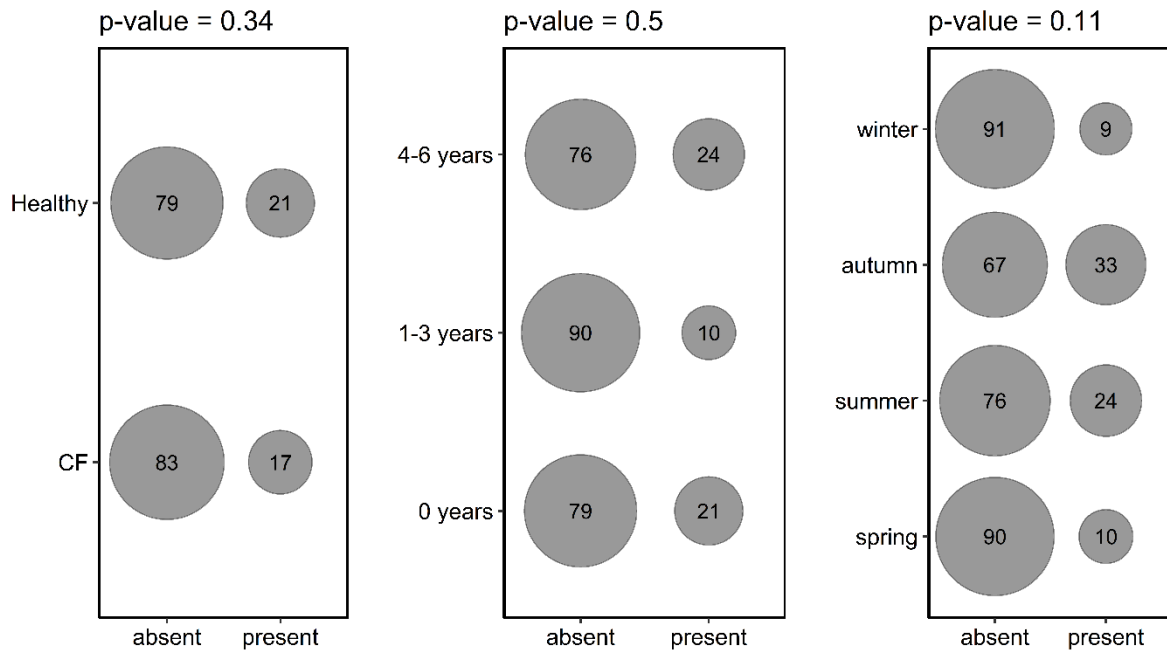 p-value = 0.34
Healthy
79
21
CF
83
17
absent
present
p-value = 0.5
4-6 years
76
24
1-3 years
90
10
0 years
79
21
absent
present
p-value = 0.11
winter
91
9
autumn
67
33
summer
76
24
spring
90
10
absent
present